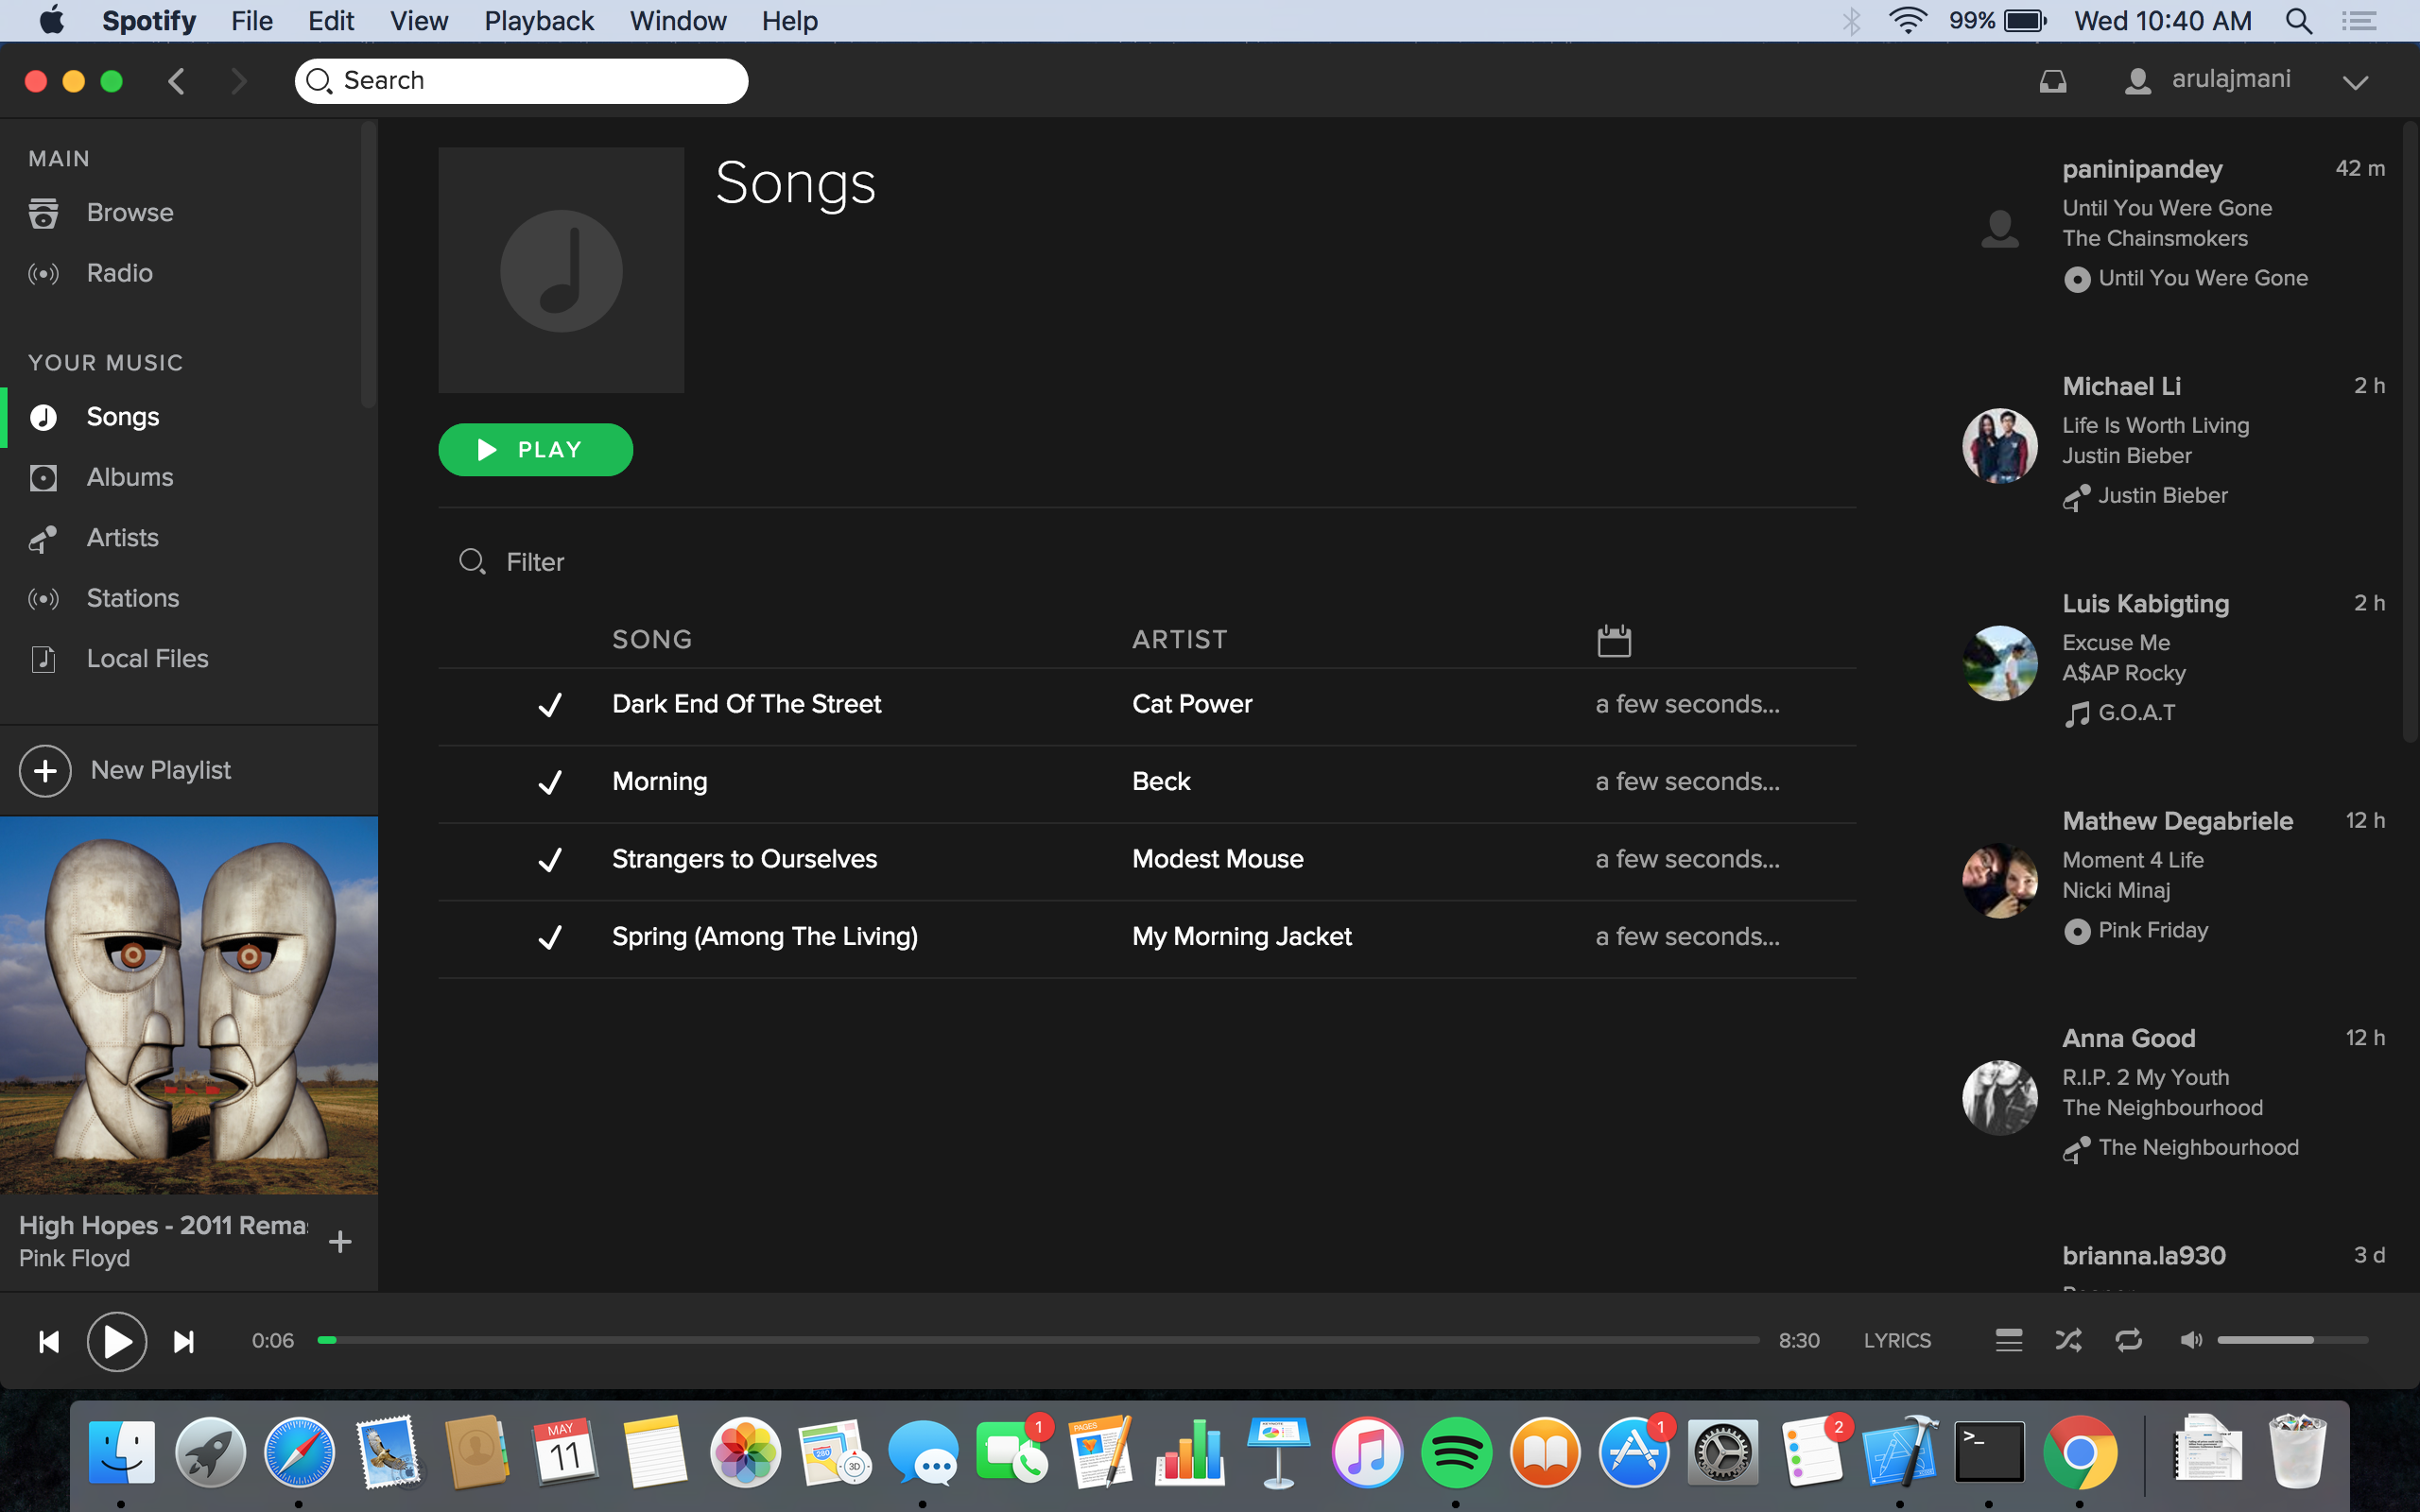 Spotify File Edit View Playback Window Help 99% Wed 10:40 AM
Search
arulajmani
MAIN
Browse
Radio
YOUR MUSIC
Songs
Albums
Artists
Stations
Local Files
New Playlist
High Hopes - 2011 Rema
Pink Floyd
Songs
PLAY
Filter
SONG ARTIST
Dark End Of The Street Cat Power a few seconds...
Morning Beck a few seconds...
Strangers to Ourselves Modest Mouse a few seconds...
Spring (Among The Living) My Morning Jacket a few seconds...
paninipandey 42 m
Until You Were Gone
The Chainsmokers
Until You Were Gone
Michael Li 2 h
Life Is Worth Living
Justin Bieber
Justin Bieber
Luis Kabigting 2 h
Excuse Me
A$AP Rocky
G.O.A.T
Mathew Degabriele 12 h
Moment 4 Life
Nicki Minaj
Pink Friday
Anna Good 12 h
R.I.P. 2 My Youth
The Neighbourhood
The Neighbourhood
brianna.la930 3 d
0:06 8:30 LYRICS
MAY
11
280
3D
1
PAGES
KEYNOTE
1
2
>_